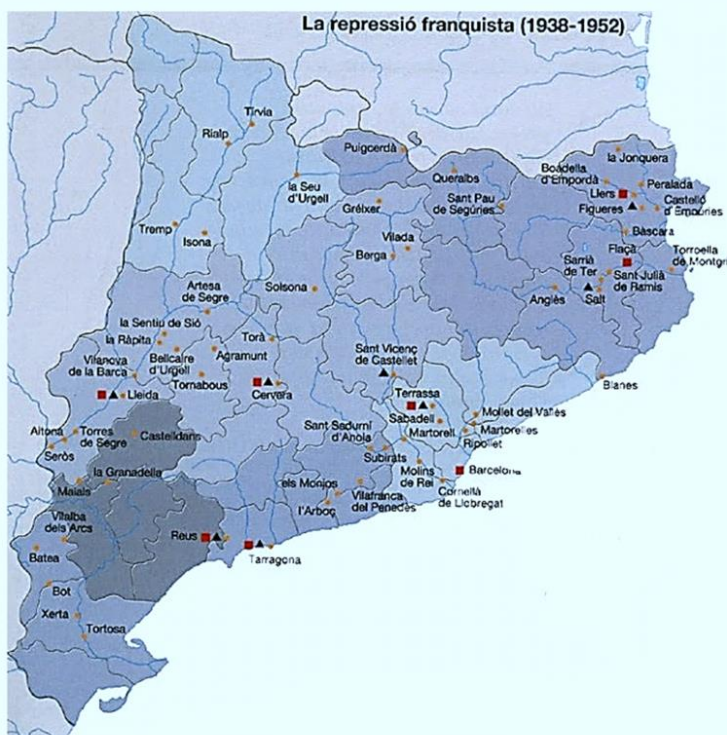 La repressió franquista (1938-1952)
Tírvia
Rialp
Puigcerdà
la Jonquera
Queralbs
Boadella
d'Empordà
Peralada
la Seu
d'Urgell
Llers
Castelló
d'Empúries
Grèixer
Sant Pau
de Segúries
Figueres
Tremp
Isona
Vilada
Bàscara
Berga
Flaçà
Torroella
de Montgrí
Sarrià
de Ter
Sant Julià
de Ramis
Artesa
de Segre
Solsona
Anglès
Salt
la Sentiu de Sió
la Ràpita
Torà
Vilanova
de la Barca
Bellcaire
d'Urgell
Agramunt
Sant Vicenç
de Castellet
Tornabous
Blanes
Lleida
Cervera
Terrassa
Mollet del Vallès
Aitona
Torres
de Segre
Castelldans
Sant Sadurní
d'Anoia
Sabadell
Martorelles
Martorell
Ripollet
Seròs
Subirats
la Granadella
els Monjos
Molins
de Rei
Barcelona
Maials
Cornellà
de Llobregat
Vilafranca
del Penedès
l'Arboç
Vilalba
dels Arcs
Reus
Batea
Tarragona
Bot
Xerta
Tortosa